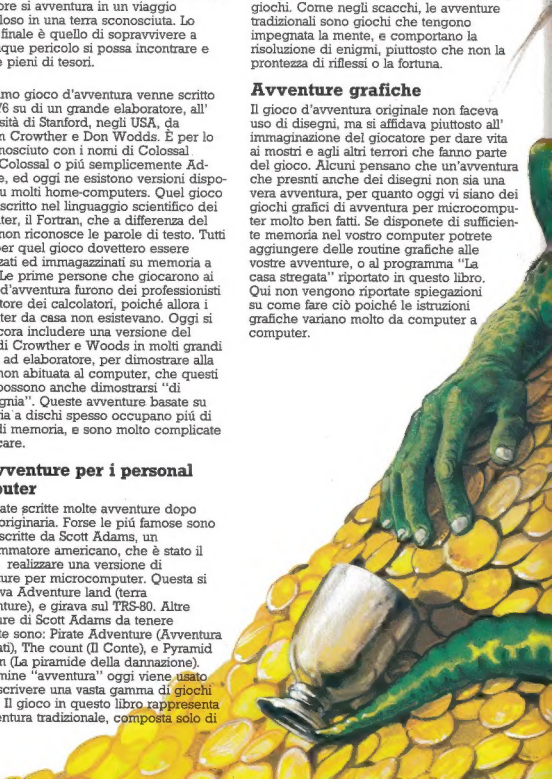 ore si avventura in un viaggio
loso in una terra sconosciuta. Lo
finale è quello di sopravvivere a
que pericolo si possa incontrare e
e pieni di tesori.
mo gioco d'avventura venne scritto
76 su di un grande elaboratore, all'
sità di Stanford, negli USA, da
n Crowther e Don Wodds. È per lo
nosciuto con i nomi di Colossal
Colossal o piú semplicemente Ad-
e, ed oggi ne esistono versioni dispo-
u molti home-computers. Quel gioco
scritto nel linguaggio scientifico dei
ter, il Fortran, che a differenza del
non riconosce le parole di testo. Tutti
per quel gioco dovettero essere
zati ed immagazzinati su memoria a
Le prime persone che giocarono ai
d'avventura furono dei professionisti
tore dei calcolatori, poiché allora i
ter da casa non esistevano. Oggi si
cora includere una versione del
di Crowther e Woods in molti grandi
ad elaboratore, per dimostrare alla
non abituata al computer, che questi
possono anche dimostrarsi "di
gnia". Queste avventure basate su
ria a dischi spesso occupano piú di
di memoria, e sono molto complicate
care.
vventure per i personal
puter
ate scritte molte avventure dopo
originaria. Forse le piú famose sono
scritte da Scott Adams, un
mmatore americano, che è stato il
realizzare una versione di
ture per microcomputer. Questa si
va Adventure land (terra
nture), e girava sul TRS-80. Altre
ure di Scott Adams da tenere
te sono: Pirate Adventure (Avventura
ati), The count (Il Conte), e Pyramid
n (La piramide della dannazione).
mine "avventura" oggi viene usato
scrivere una vasta gamma di giochi
Il gioco in questo libro rappresenta
entura tradizionale, composta solo di
giochi. Come negli scacchi, le avventure
tradizionali sono giochi che tengono
impegnata la mente, e comportano la
risoluzione di enigmi, piuttosto che non la
prontezza di riflessi o la fortuna.
Avventure grafiche
Il gioco d'avventura originale non faceva
uso di disegni, ma si affidava piuttosto all'
immaginazione del giocatore per dare vita
ai mostri e agli altri terrori che fanno parte
del gioco. Alcuni pensano che un'avventura
che presnti anche dei disegni non sia una
vera avventura, per quanto oggi vi siano dei
giochi grafici di avventura per microcompu-
ter molto ben fatti. Se disponete di sufficien-
te memoria nel vostro computer potrete
aggiungere delle routine grafiche alle
vostre avventure, o al programma "La
casa stregata" riportato in questo libro.
Qui non vengono riportate spiegazioni
su come fare ciò poiché le istruzioni
grafiche variano molto da computer a
computer.